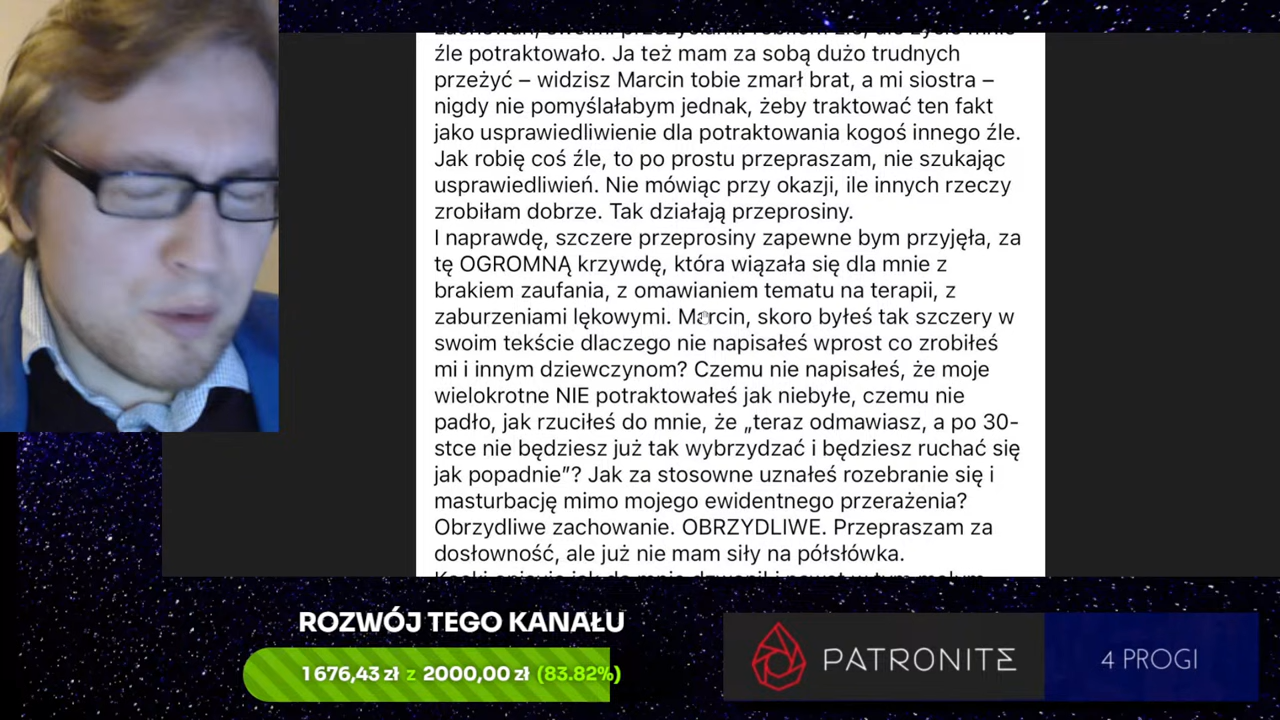 źle potraktowało. Ja też mam za sobą dużo trudnych
przeżyć – widzisz Marcin tobie zmarł brat, a mi siostra –
nigdy nie pomyślałabym jednak, żeby traktować ten fakt
jako usprawiedliwienie dla potraktowania kogoś innego źle.
Jak robię coś źle, to po prostu przepraszam, nie szukając
usprawiedliwień. Nie mówiąc przy okazji, ile innych rzeczy
zrobiłam dobrze. Tak działają przeprosiny.
I naprawdę, szczere przeprosiny zapewne bym przyjęła, za
tę OGROMNĄ krzywdę, która wiązała się dla mnie z
brakiem zaufania, z omawianiem tematu na terapii, z
zaburzeniami lękowymi. Marcin, skoro byłeś tak szczery w
swoim tekście dlaczego nie napisałeś wprost co zrobiłeś
mi i innym dziewczynom? Czemu nie napisałeś, że moje
wielokrotne NIE potraktowałeś jak niebyłe, czemu nie
padło, jak rzuciłeś do mnie, że „teraz odmawiasz, a po 30-
stce nie będziesz już tak wybrzydzać i będziesz ruchać się
jak popadnie”? Jak za stosowne uznałeś rozebranie się i
masturbację mimo mojego ewidentnego przerażenia?
Obrzydliwe zachowanie. OBRZYDLIWE. Przepraszam za
dosłowność, ale już nie mam siły na półsłówka.
ROZWÓJ TEGO KANAŁU
1 676,43 zł z 2000,00 zł (83.82%)
PATRONITE
4 PROGI